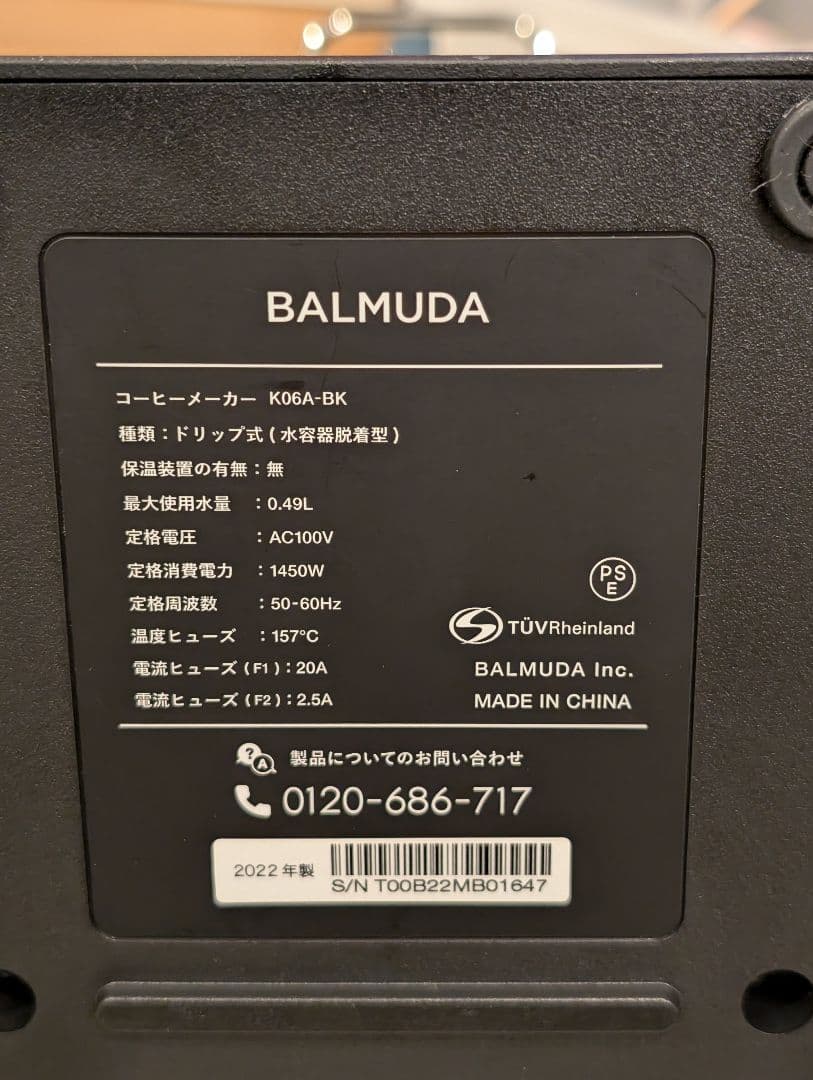 BALMUDA
コーヒーメーカー K06A-BK
種類：ドリップ式(水容器脱着型)
保温装置の有無：無
最大使用水量 ：0.49L
定格電圧 ：AC100V
定格消費電力 ：1450W
定格周波数 ：50-60Hz
温度ヒューズ ：157℃
電流ヒューズ(F1)：20A
電流ヒューズ(F2)：2.5A
PS
E
TÜVRheinland
BALMUDA Inc.
MADE IN CHINA
? A 製品についてのお問い合わせ
0120-686-717
2022年製
S/N T00B22MB01647